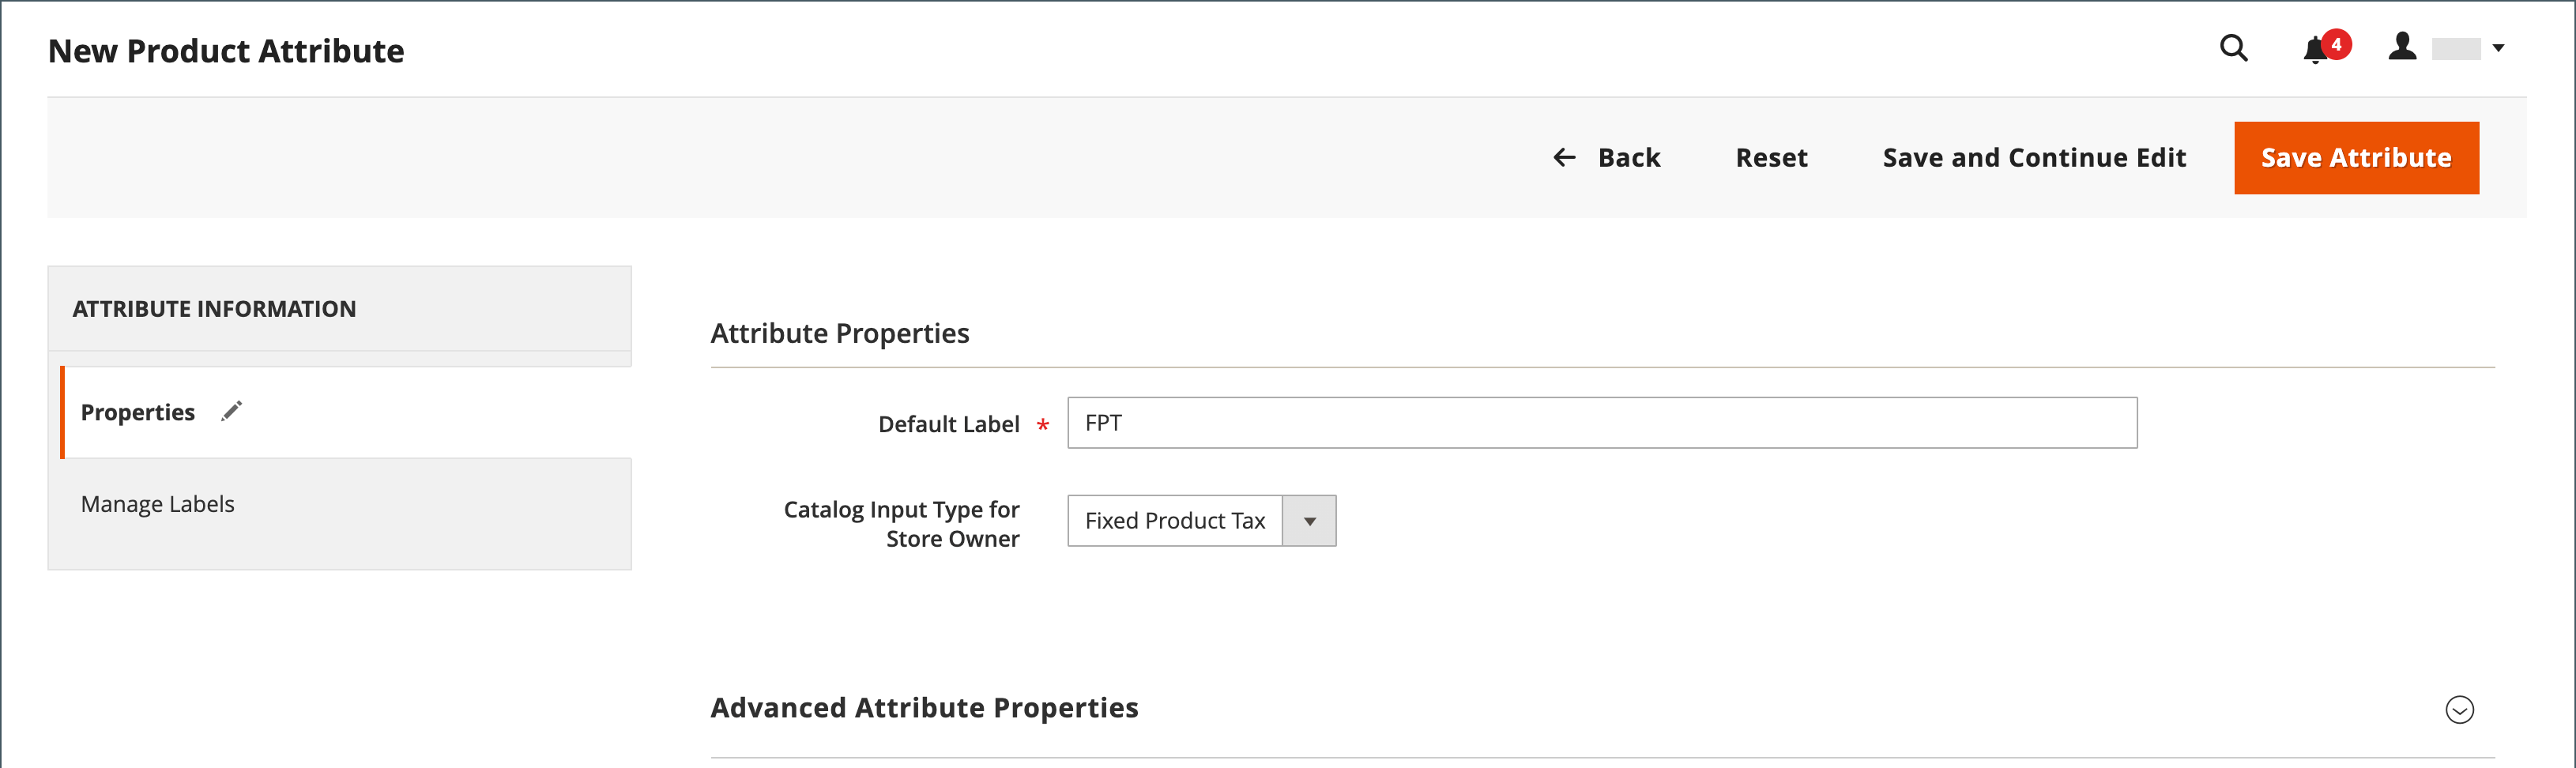 New Product Attribute
4
Back
Reset
Save and Continue Edit
Save Attribute
ATTRIBUTE INFORMATION
Properties
Manage Labels
Attribute Properties
Default Label *
FPT
Catalog Input Type for
Store Owner
Fixed Product Tax
Advanced Attribute Properties